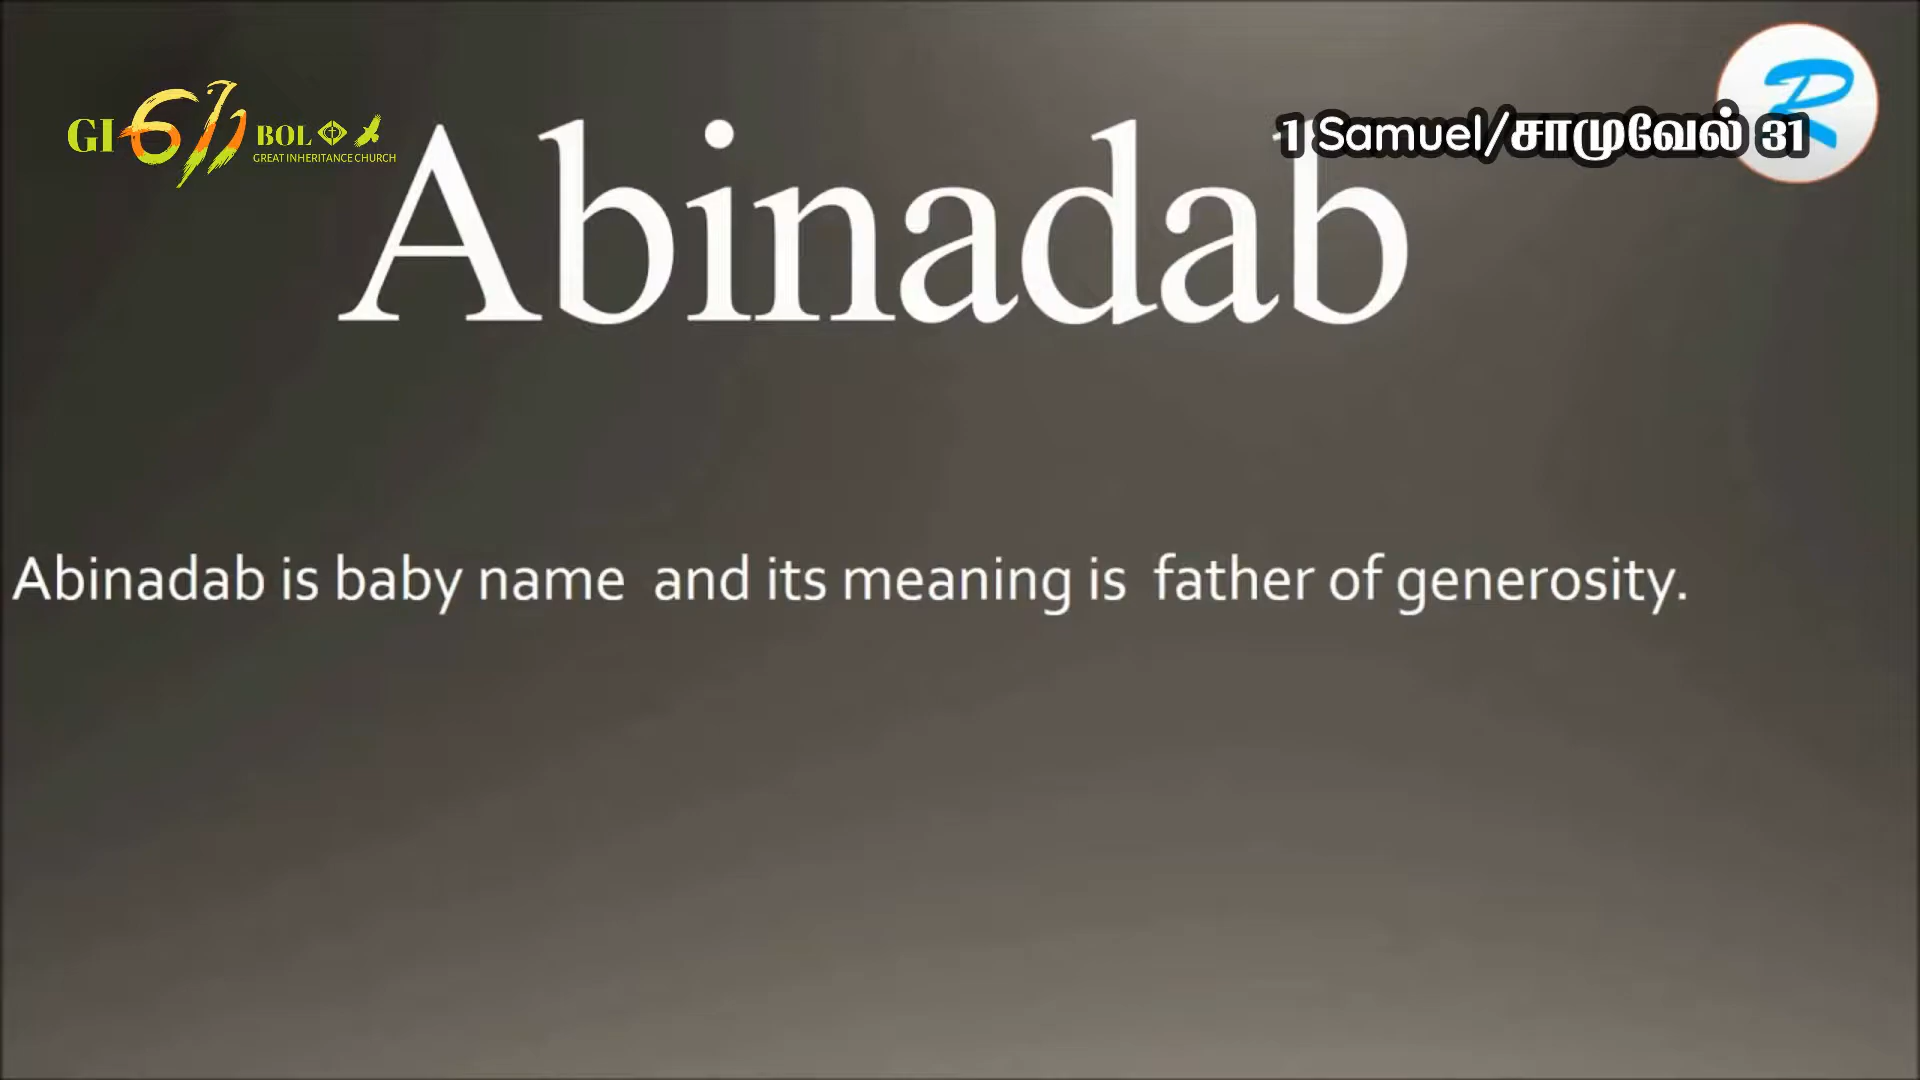 GI 611 BOL
GREAT INHERITANCE CHURCH
1 Samuel/சாமுவேல் 31
R
Abinadab
Abinadab is baby name and its meaning is father of generosity.